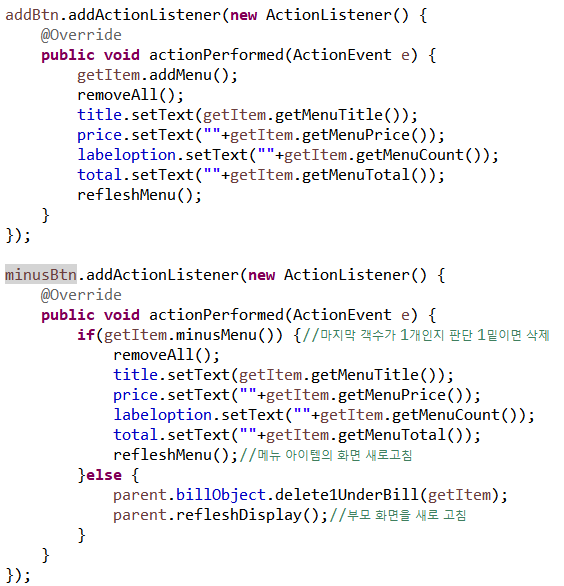 addBtn.addActionListener(new ActionListener() {
    @Override
    public void actionPerformed(ActionEvent e) {
        getItem.addMenu();
        removeAll();
        title.setText(getItem.getMenuTitle());
        price.setText(""+getItem.getMenuPrice());
        labeloption.setText(""+getItem.getMenuCount());
        total.setText(""+getItem.getMenuTotal());
        refleshMenu();
    }
});
minusBtn.addActionListener(new ActionListener() {
    @Override
    public void actionPerformed(ActionEvent e) {
        if(getItem.minusMenu()) {//마지막 객수가 1개인지 판단 1밑이면 삭제
            removeAll();
            title.setText(getItem.getMenuTitle());
            price.setText(""+getItem.getMenuPrice());
            labeloption.setText(""+getItem.getMenuCount());
            total.setText(""+getItem.getMenuTotal());
            refleshMenu();//메뉴 아이템의 화면 새로고침
        }else {
            parent.billObject.delete1UnderBill(getItem);
            parent.refleshDisplay();//부모 화면을 새로 고침
        }
    }
});